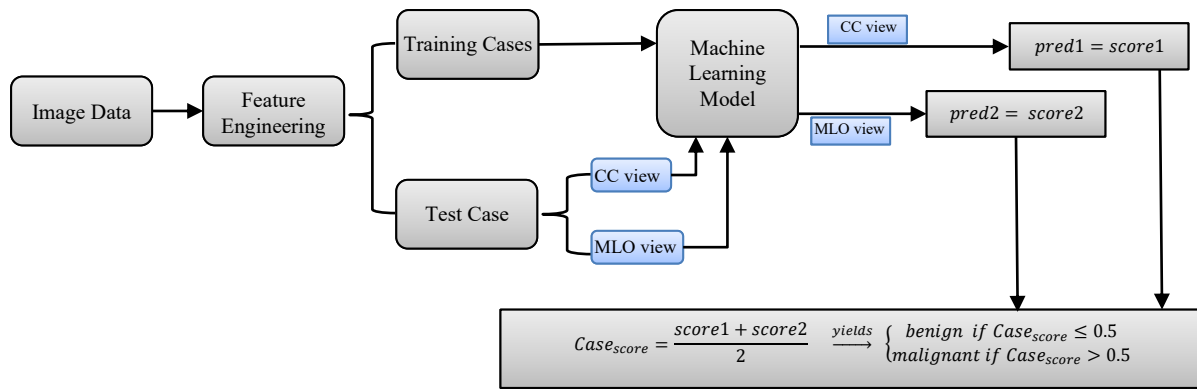 Image Data
Feature
Engineering
Training Cases
Test Case
CC view
MLO view
Machine
Learning
Model
CC view
MLO view
pred1 = score1
pred2 = score2
Case_score = (score1 + score2)/2 yields→ { benign if Case_score ≤ 0.5
malignant if Case_score > 0.5